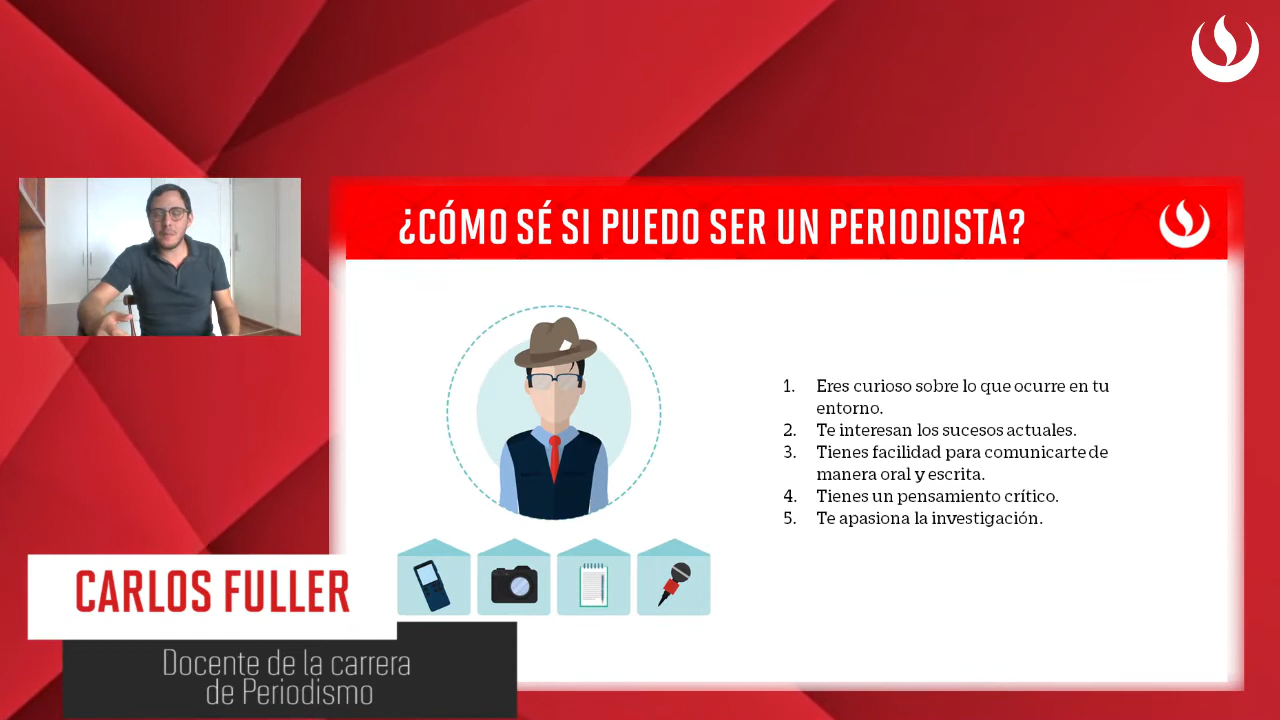 ¿CÓMO SÉ SI PUEDO SER UN PERIODISTA?
1. Eres curioso sobre lo que ocurre en tu
entorno.
2. Te interesan los sucesos actuales.
3. Tienes facilidad para comunicarte de
manera oral y escrita.
4. Tienes un pensamiento crítico.
5. Te apasiona la investigación.
CARLOS FULLER
Docente de la carrera
de Periodismo